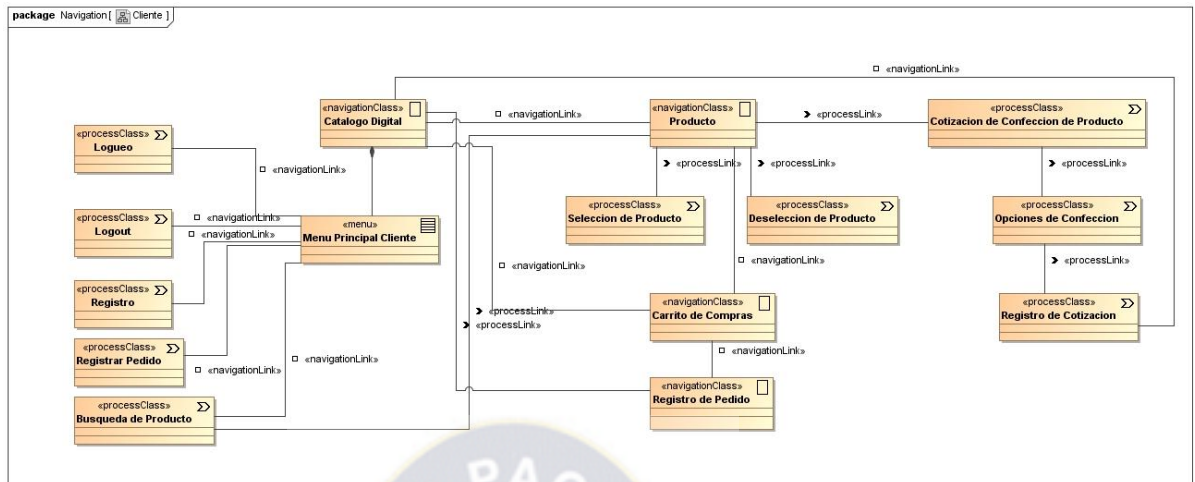 package Navigation [ Cliente ]
«navigationLink»
«navigationClass»
Catalogo Digital
«navigationLink»
«navigationClass»
Producto
«processLink»
«processClass»
Cotizacion de Confeccion de Producto
«processClass»
Logueo
«navigationLink»
«processLink»
«processLink»
«processLink»
«processClass»
Logout
«navigationLink»
«navigationLink»
«menu»
Menu Principal Cliente
«processClass»
Seleccion de Producto
«processClass»
Deseleccion de Producto
«processClass»
Opciones de Confeccion
«navigationLink»
«navigationLink»
«processLink»
«processClass»
Registro
«processLink»
«processLink»
«navigationClass»
Carrito de Compras
«processClass»
Registro de Cotizacion
«processClass»
Registrar Pedido
«navigationLink»
«navigationLink»
«navigationLink»
«processClass»
Busqueda de Producto
«navigationClass»
Registro de Pedido